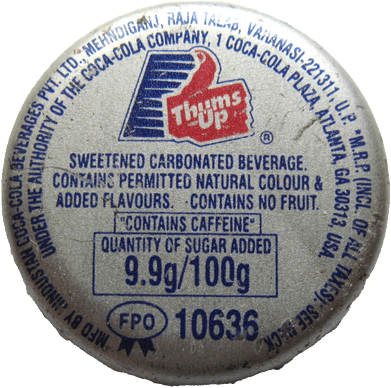 MFD BY HINDUSTAN COCA-COLA BEVERAGES PVT. LTD., MEHNDIGANJ, RAJA TALAB, VARANASI-221311, U.P. *M.R.P. (INCL. OF ALL TAXES): SEE NECK
UNDER THE AUTHORITY OF THE COCA-COLA COMPANY, 1 COCA-COLA PLAZA, ATLANTA, GA 30313, USA.
Thums
Up
®
SWEETENED CARBONATED BEVERAGE.
CONTAINS PERMITTED NATURAL COLOUR &
ADDED FLAVOURS. CONTAINS NO FRUIT.
"CONTAINS CAFFEINE"
QUANTITY OF SUGAR ADDED
9.9g/100g
FPO 10636